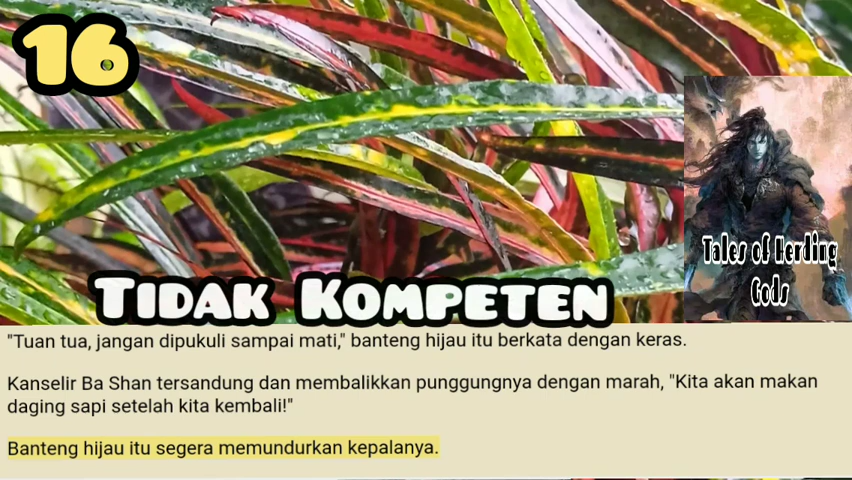 16
Tales of Herding
Gods
TIDAK KOMPETEN
"Tuan tua, jangan dipukuli sampai mati," banteng hijau itu berkata dengan keras.
Kanselir Ba Shan tersandung dan membalikkan punggungnya dengan marah, "Kita akan makan
daging sapi setelah kita kembali!"
Banteng hijau itu segera memundurkan kepalanya.